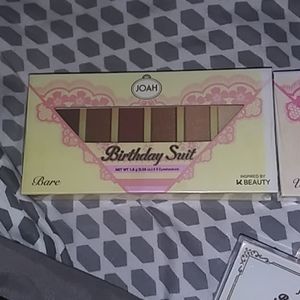 JOAH
Birthday Suit
Bare
INSPIRED BY
K BEAUTY